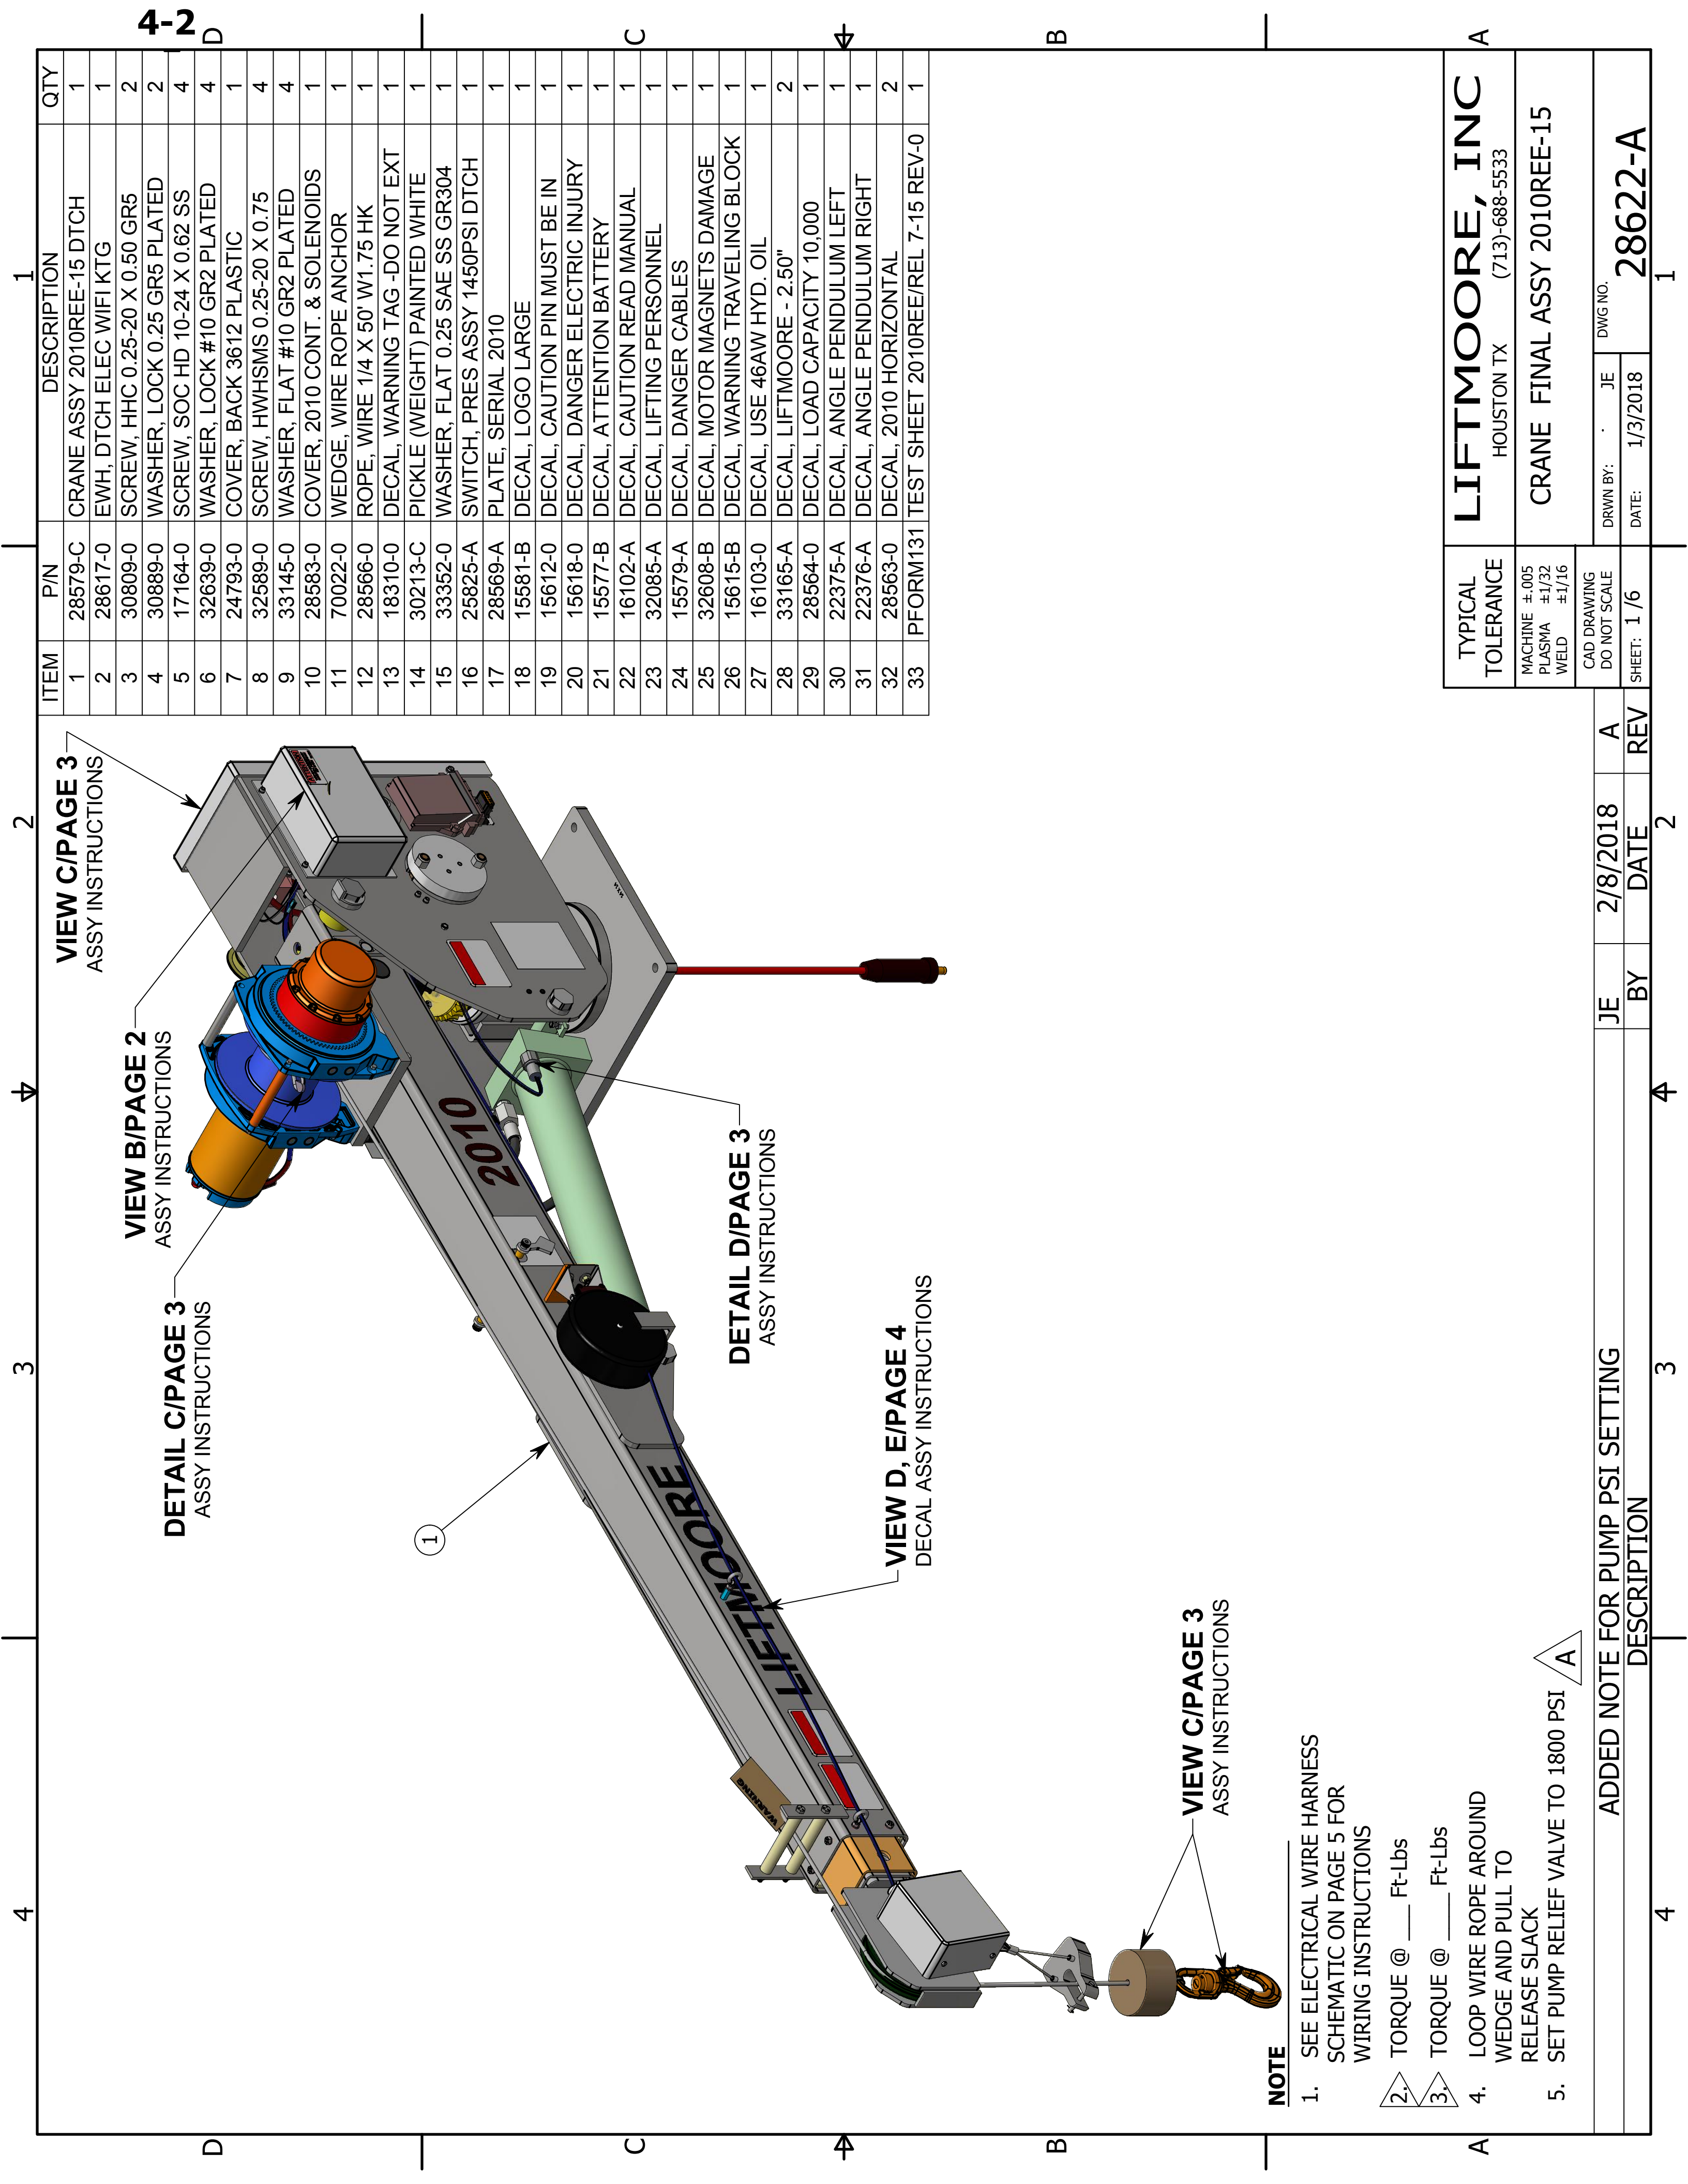 4-2
4
3
2
1
D
D
C
C
B
B
A
A
ITEM P/N DESCRIPTION QTY
1 28579-C CRANE ASSY 2010REE-15 DTCH 1
2 28617-0 EWH, DTCH ELEC WIFI KTG 1
3 30809-0 SCREW, HHC 0.25-20 X 0.50 GR5 2
4 30889-0 WASHER, LOCK 0.25 GR5 PLATED 2
5 17164-0 SCREW, SOC HD 10-24 X 0.62 SS 4
6 32639-0 WASHER, LOCK #10 GR2 PLATED 4
7 24793-0 COVER, BACK 3612 PLASTIC 1
8 32589-0 SCREW, HWHSMS 0.25-20 X 0.75 4
9 33145-0 WASHER, FLAT #10 GR2 PLATED 4
10 28583-0 COVER, 2010 CONT. & SOLENOIDS 1
11 70022-0 WEDGE, WIRE ROPE ANCHOR 1
12 28566-0 ROPE, WIRE 1/4 X 50' W1.75 HK 1
13 18310-0 DECAL, WARNING TAG -DO NOT EXT 1
14 30213-C PICKLE (WEIGHT) PAINTED WHITE 1
15 33352-0 WASHER, FLAT 0.25 SAE SS GR304 1
16 25825-A SWITCH, PRES ASSY 1450PSI DTCH 1
17 28569-A PLATE, SERIAL 2010 1
18 15581-B DECAL, LOGO LARGE 1
19 15612-0 DECAL, CAUTION PIN MUST BE IN 1
20 15618-0 DECAL, DANGER ELECTRIC INJURY 1
21 15577-B DECAL, ATTENTION BATTERY 1
22 16102-A DECAL, CAUTION READ MANUAL 1
23 32085-A DECAL, LIFTING PERSONNEL 1
24 15579-A DECAL, DANGER CABLES 1
25 32608-B DECAL, MOTOR MAGNETS DAMAGE 1
26 15615-B DECAL, WARNING TRAVELING BLOCK 1
27 16103-0 DECAL, USE 46AW HYD. OIL 1
28 33165-A DECAL, LIFTMOORE - 2.50" 2
29 28564-0 DECAL, LOAD CAPACITY 10,000 1
30 22375-A DECAL, ANGLE PENDULUM LEFT 1
31 22376-A DECAL, ANGLE PENDULUM RIGHT 1
32 28563-0 DECAL, 2010 HORIZONTAL 2
33 PFORM131 TEST SHEET 2010REE/REL 7-15 REV-0 1
VIEW C/PAGE 3
ASSY INSTRUCTIONS
VIEW B/PAGE 2
ASSY INSTRUCTIONS
DETAIL C/PAGE 3
ASSY INSTRUCTIONS
1
2010
LIFTMOORE
WARNING
DETAIL D/PAGE 3
ASSY INSTRUCTIONS
VIEW D, E/PAGE 4
DECAL ASSY INSTRUCTIONS
VIEW C/PAGE 3
ASSY INSTRUCTIONS
NOTE
1. SEE ELECTRICAL WIRE HARNESS
SCHEMATIC ON PAGE 5 FOR
WIRING INSTRUCTIONS
2. TORQUE @ ___ Ft-Lbs
3. TORQUE @ ___ Ft-Lbs
4. LOOP WIRE ROPE AROUND
WEDGE AND PULL TO
RELEASE SLACK
5. SET PUMP RELIEF VALVE TO 1800 PSI
A
ADDED NOTE FOR PUMP PSI SETTING JE 2/8/2018 A
DESCRIPTION BY DATE REV
TYPICAL
TOLERANCE
MACHINE ±.005
PLASMA ±1/32
WELD ±1/16
CAD DRAWING
DO NOT SCALE
SHEET: 1 /6
LIFTMOORE, INC
HOUSTON TX (713)-688-5533
CRANE FINAL ASSY 2010REE-15
DRWN BY: . JE
DATE: 1/3/2018
DWG NO.
28622-A
4
3
2
1